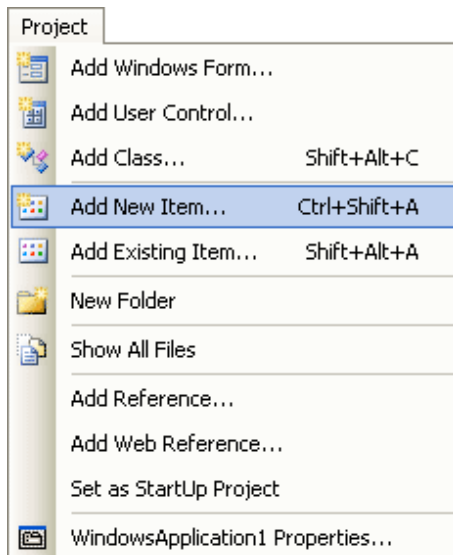 Project
Add Windows Form...
Add User Control...
Add Class... Shift+Alt+C
Add New Item... Ctrl+Shift+A
Add Existing Item... Shift+Alt+A
New Folder
Show All Files
Add Reference...
Add Web Reference...
Set as StartUp Project
WindowsApplication1 Properties...